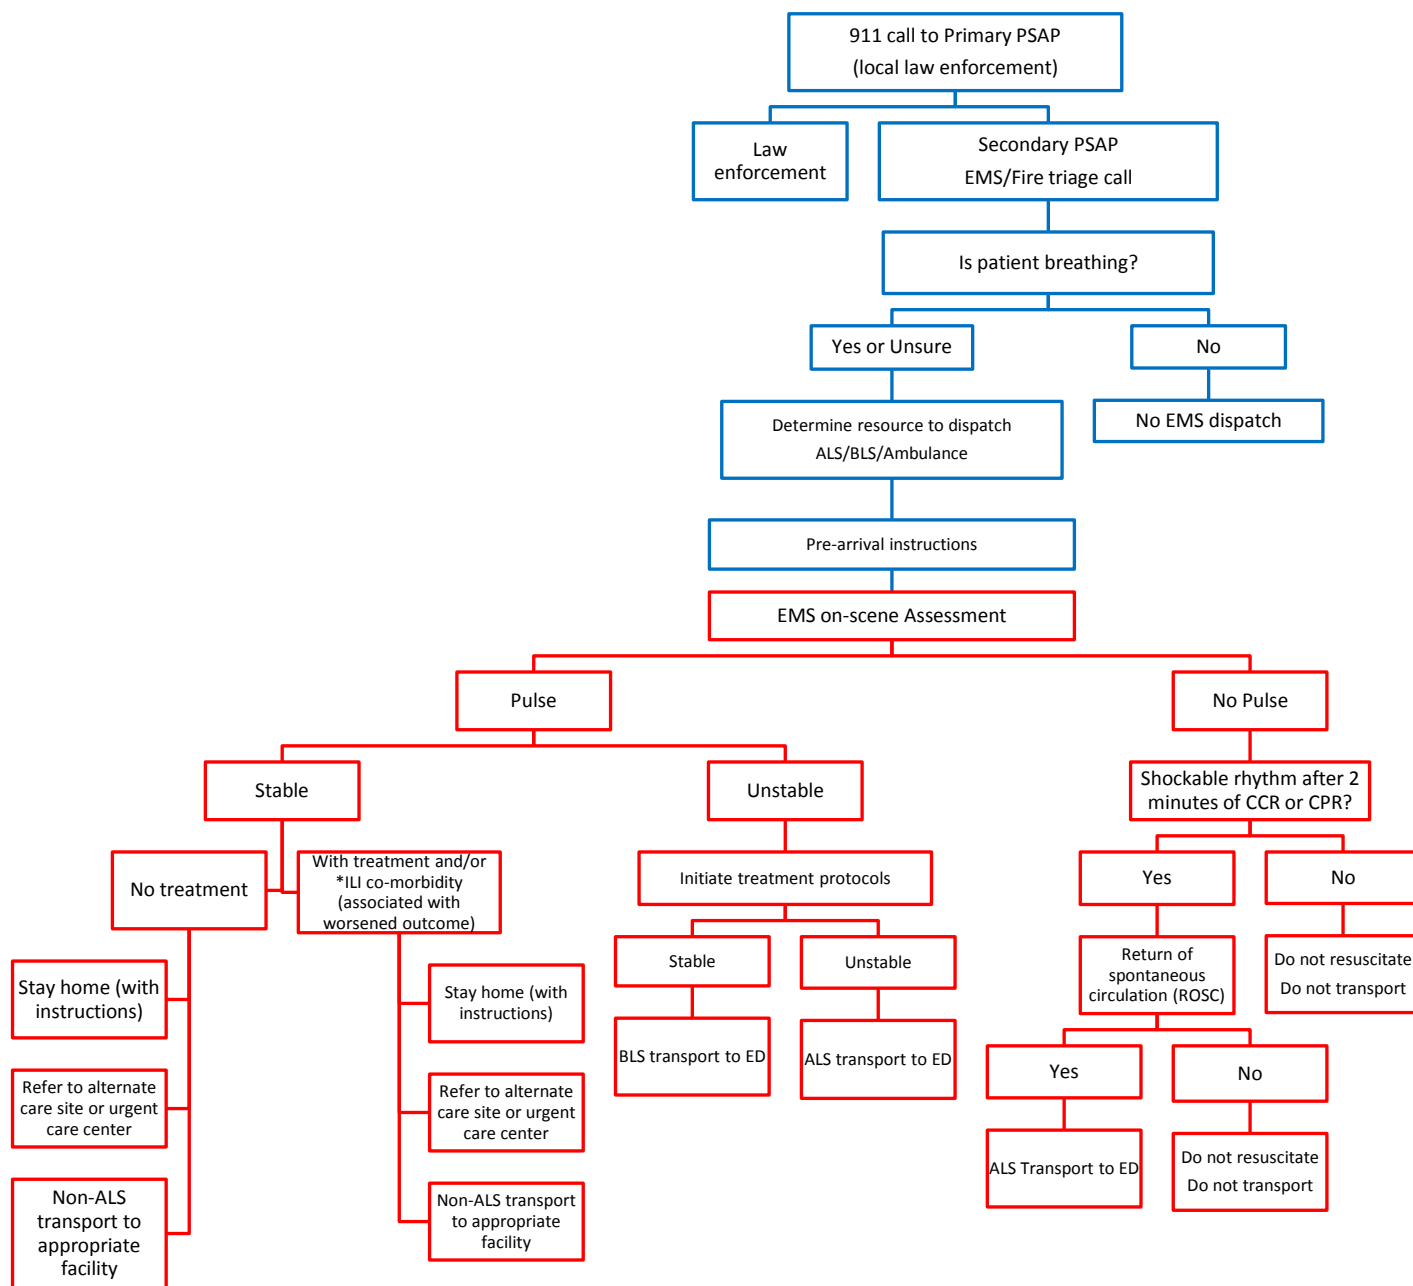 911 call to Primary PSAP
(local law enforcement)
Law
enforcement
Secondary PSAP
EMS/Fire triage call
Is patient breathing?
Yes or Unsure
No
Determine resource to dispatch
ALS/BLS/Ambulance
No EMS dispatch
Pre-arrival instructions
EMS on-scene Assessment
Pulse
No Pulse
Stable
Unstable
Shockable rhythm after 2
minutes of CCR or CPR?
No treatment
With treatment and/or
*ILI co-morbidity
(associated with
worsened outcome)
Initiate treatment protocols
Yes
No
Stay home (with
instructions)
Refer to alternate
care site or urgent
care center
Non-ALS
transport to
appropriate
facility
Stay home (with
instructions)
Refer to alternate
care site or urgent
care center
Non-ALS transport
to appropriate
facility
Stable
Unstable
BLS transport to ED
ALS transport to ED
Return of
spontaneous
circulation (ROSC)
Do not resuscitate
Do not transport
Yes
No
ALS Transport to ED
Do not resuscitate
Do not transport